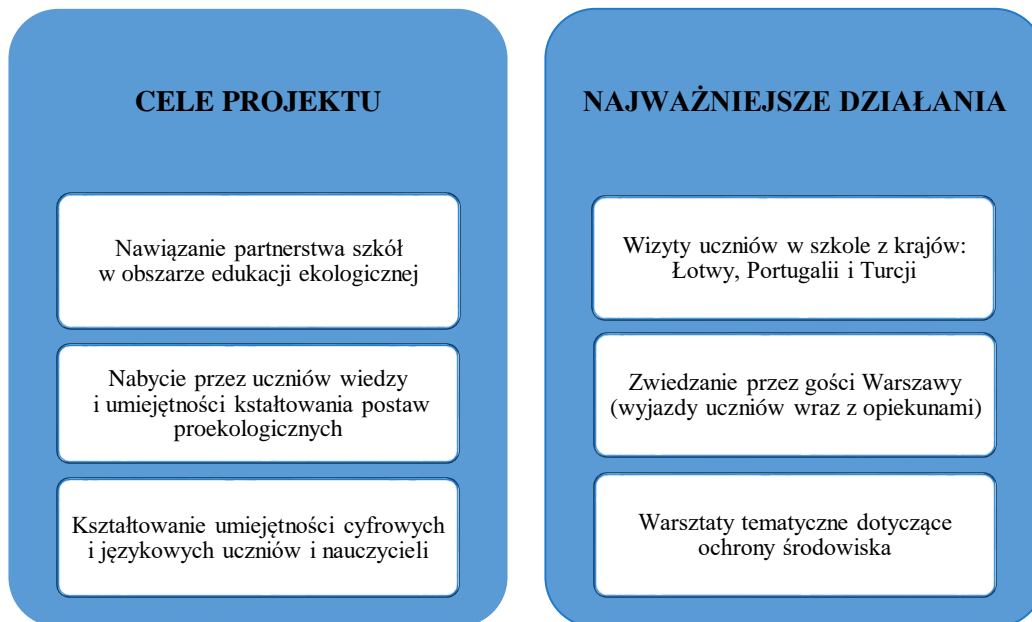 CELE PROJEKTU
Nawiązanie partnerstwa szkół
w obszarze edukacji ekologicznej
Nabycie przez uczniów wiedzy
i umiejętności kształtowania postaw
proekologicznych
Kształtowanie umiejętności cyfrowych
i językowych uczniów i nauczycieli
NAJWAŻNIEJSZE DZIAŁANIA
Wizyty uczniów w szkole z krajów:
Łotwy, Portugalii i Turcji
Zwiedzanie przez gości Warszawy
(wyjazdy uczniów wraz z opiekunami)
Warsztaty tematyczne dotyczące
ochrony środowiska